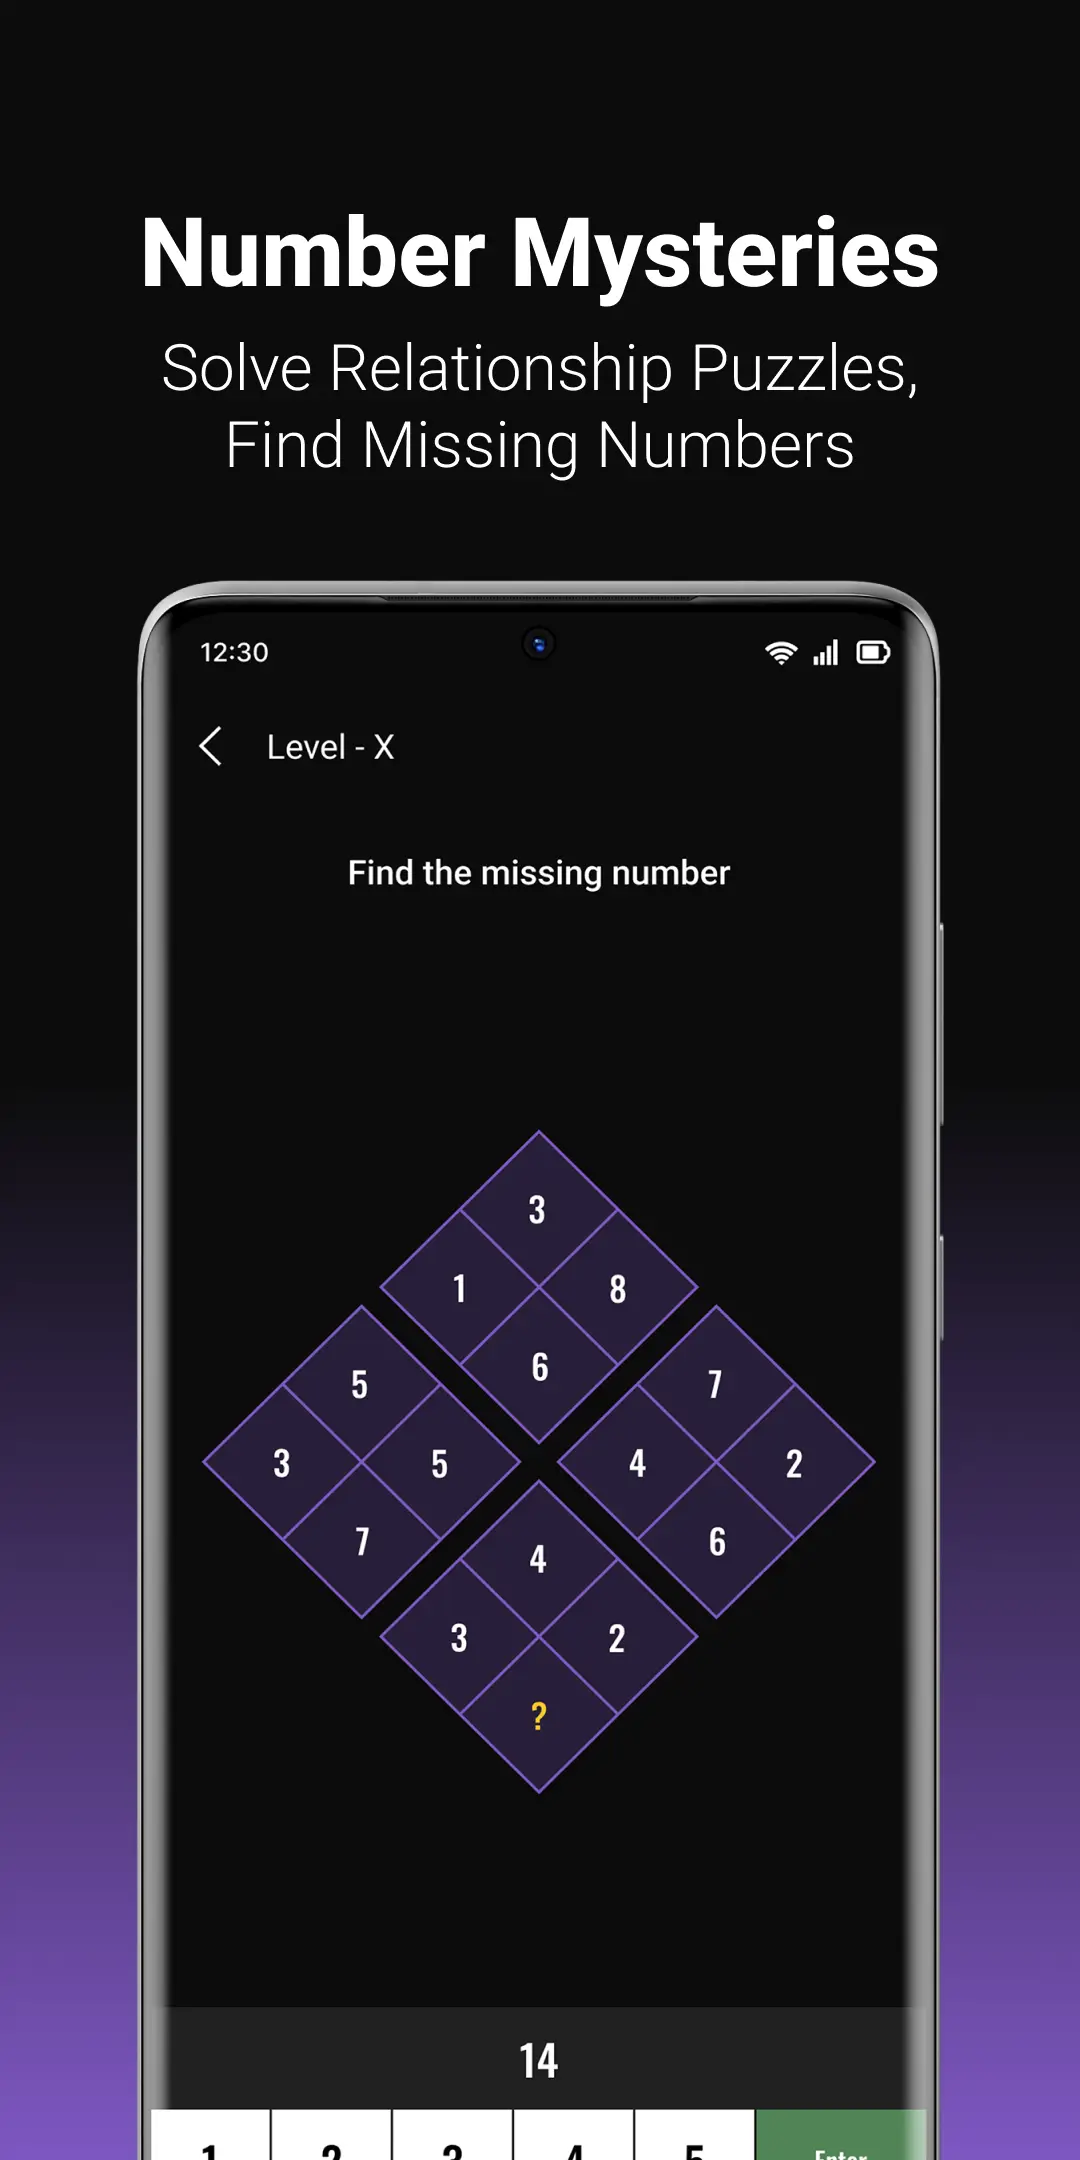 Number Mysteries
Solve Relationship Puzzles,
Find Missing Numbers
12:30
Level - X
Find the missing number
3
1 8
6
5 7
3 5 4 2
7 6
4
3 2
?
14
1 2 3 4 5 Enter